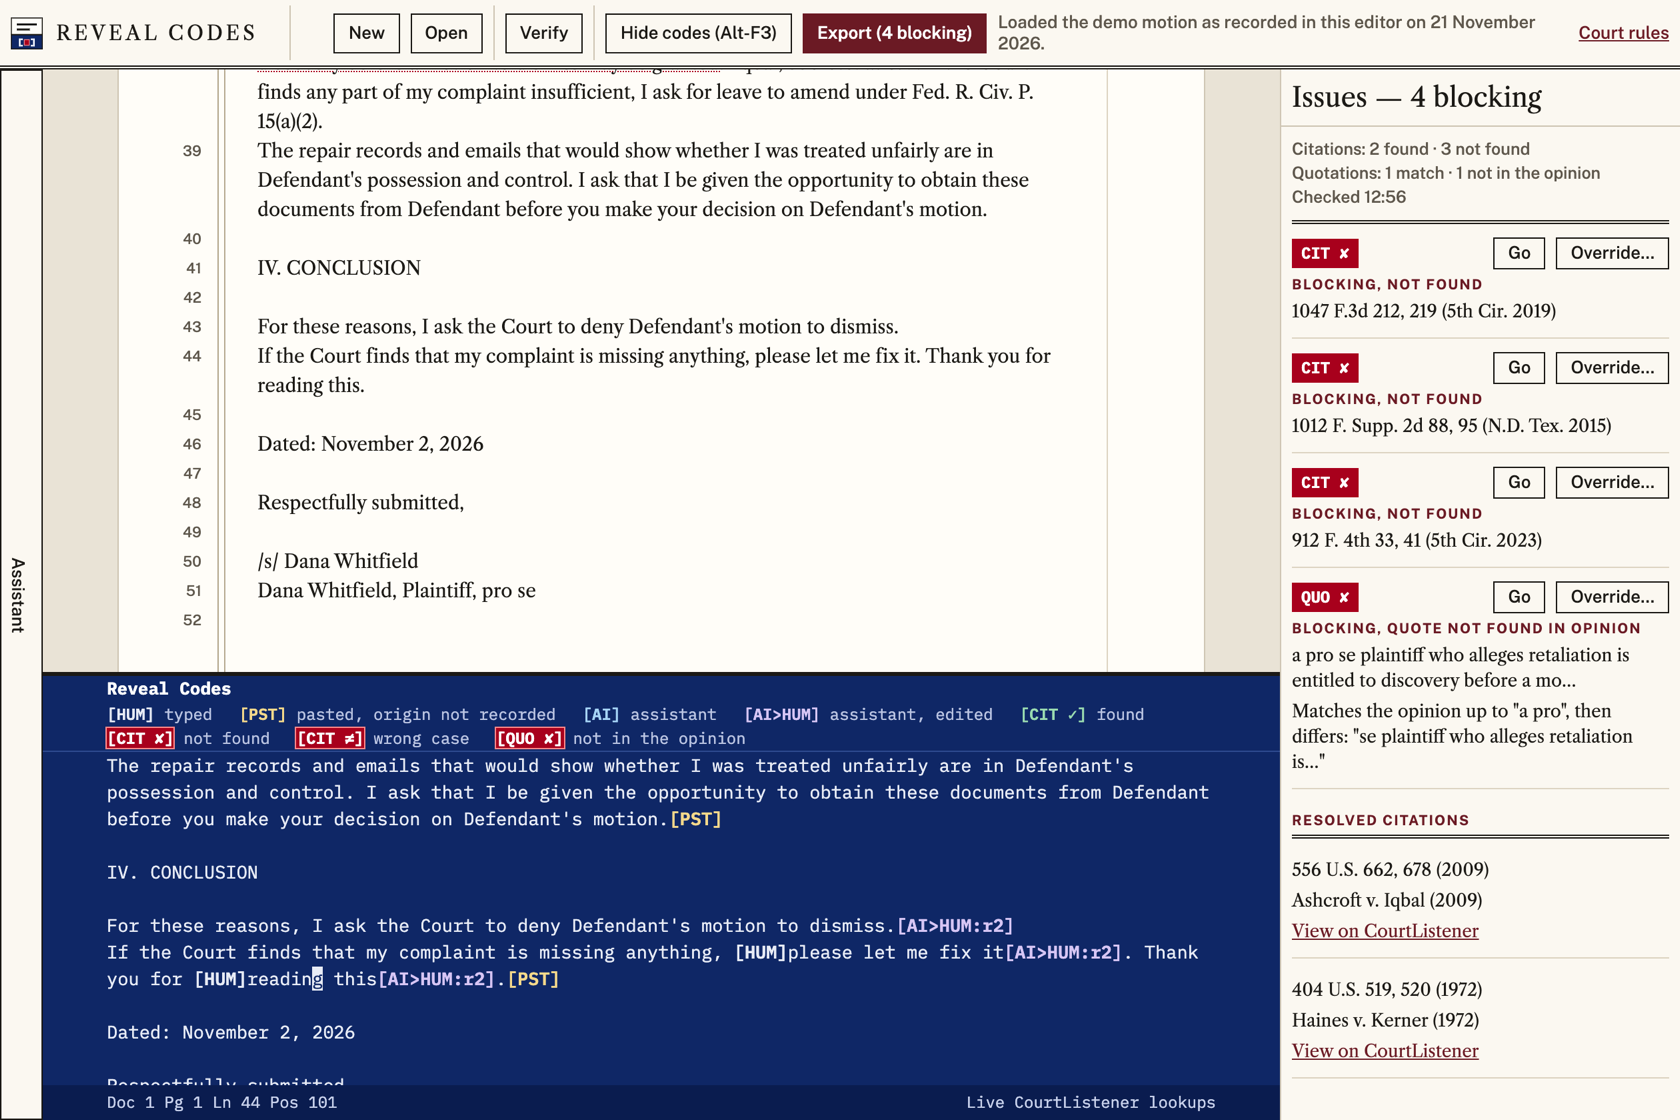 REVEAL CODES
New
Open
Verify
Hide codes (Alt-F3)
Export (4 blocking)
Loaded the demo motion as recorded in this editor on 21 November
2026.
Court rules
Assistant
finds any part of my complaint insufficient, I ask for leave to amend under Fed. R. Civ. P.
15(a)(2).
39 The repair records and emails that would show whether I was treated unfairly are in
Defendant's possession and control. I ask that I be given the opportunity to obtain these
documents from Defendant before you make your decision on Defendant's motion.
40
41 IV. CONCLUSION
42
43 For these reasons, I ask the Court to deny Defendant's motion to dismiss.
44 If the Court finds that my complaint is missing anything, please let me fix it. Thank you for
reading this.
45
46 Dated: November 2, 2026
47
48 Respectfully submitted,
49
50 /s/ Dana Whitfield
51 Dana Whitfield, Plaintiff, pro se
52
Reveal Codes
[HUM] typed [PST] pasted, origin not recorded [AI] assistant [AI>HUM] assistant, edited [CIT ✓] found
[CIT ✘] not found [CIT ≠] wrong case [QUO ✘] not in the opinion
The repair records and emails that would show whether I was treated unfairly are in Defendant's
possession and control. I ask that I be given the opportunity to obtain these documents from Defendant
before you make your decision on Defendant's motion.[PST]
IV. CONCLUSION
For these reasons, I ask the Court to deny Defendant's motion to dismiss.[AI>HUM:r2]
If the Court finds that my complaint is missing anything, [HUM]please let me fix it[AI>HUM:r2]. Thank
you for [HUM]reading this[AI>HUM:r2].[PST]
Dated: November 2, 2026
Respectfully submitted
Doc 1 Pg 1 Ln 44 Pos 101
Live CourtListener lookups
Issues — 4 blocking
Citations: 2 found · 3 not found
Quotations: 1 match · 1 not in the opinion
Checked 12:56
CIT ✘ Go Override...
BLOCKING, NOT FOUND
1047 F.3d 212, 219 (5th Cir. 2019)
CIT ✘ Go Override...
BLOCKING, NOT FOUND
1012 F. Supp. 2d 88, 95 (N.D. Tex. 2015)
CIT ✘ Go Override...
BLOCKING, NOT FOUND
912 F. 4th 33, 41 (5th Cir. 2023)
QUO ✘ Go Override...
BLOCKING, QUOTE NOT FOUND IN OPINION
a pro se plaintiff who alleges retaliation is
entitled to discovery before a mo...
Matches the opinion up to "a pro", then
differs: "se plaintiff who alleges retaliation
is..."
RESOLVED CITATIONS
556 U.S. 662, 678 (2009)
Ashcroft v. Iqbal (2009)
View on CourtListener
404 U.S. 519, 520 (1972)
Haines v. Kerner (1972)
View on CourtListener